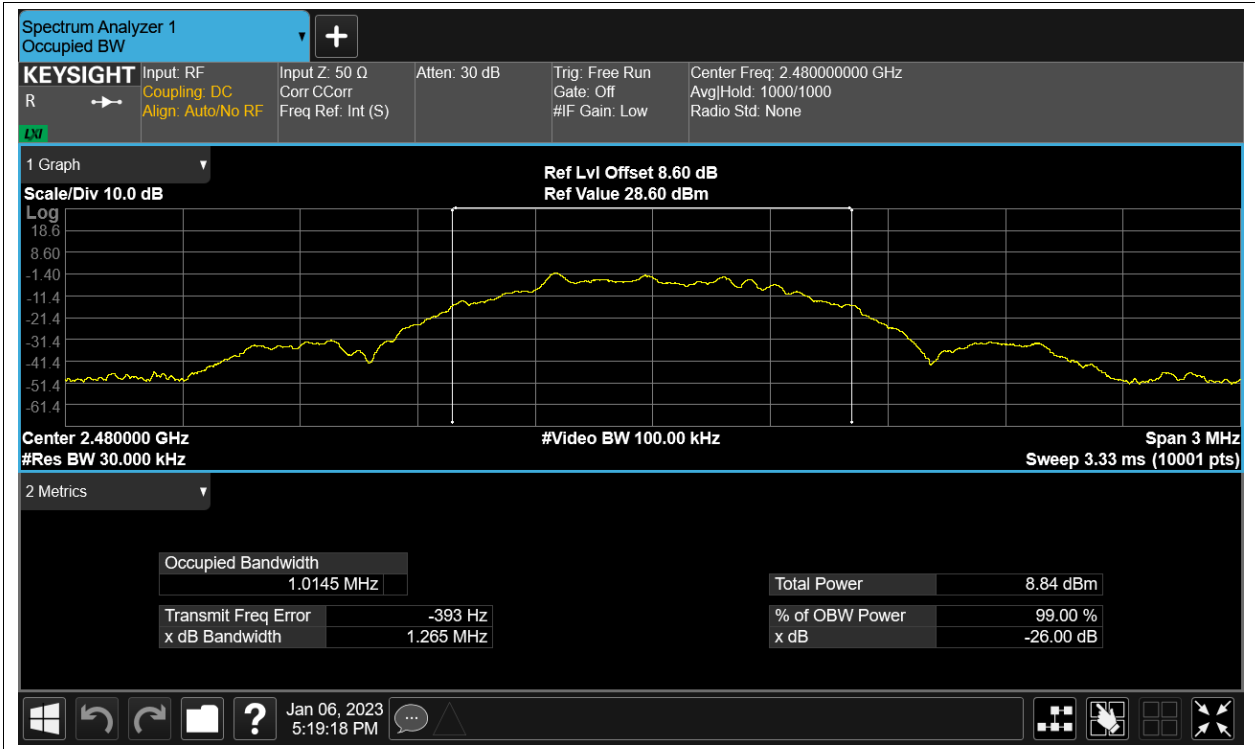 Spectrum Analyzer 1
Occupied BW
+
KEYSIGHT
R
LXI
Input: RF
Coupling: DC
Align: Auto/No RF
Input Z: 50 Ω
Corr CCorr
Freq Ref: Int (S)
Atten: 30 dB
Trig: Free Run
Gate: Off
#IF Gain: Low
Center Freq: 2.480000000 GHz
Avg|Hold: 1000/1000
Radio Std: None
1 Graph
Scale/Div 10.0 dB
Ref Lvl Offset 8.60 dB
Ref Value 28.60 dBm
Log
18.6
8.60
-1.40
-11.4
-21.4
-31.4
-41.4
-51.4
-61.4
Center 2.480000 GHz
#Video BW 100.00 kHz
Span 3 MHz
#Res BW 30.000 kHz
Sweep 3.33 ms (10001 pts)
2 Metrics
Occupied Bandwidth
1.0145 MHz
Transmit Freq Error -393 Hz
x dB Bandwidth 1.265 MHz
Total Power 8.84 dBm
% of OBW Power 99.00 %
x dB -26.00 dB
?
Jan 06, 2023
5:19:18 PM